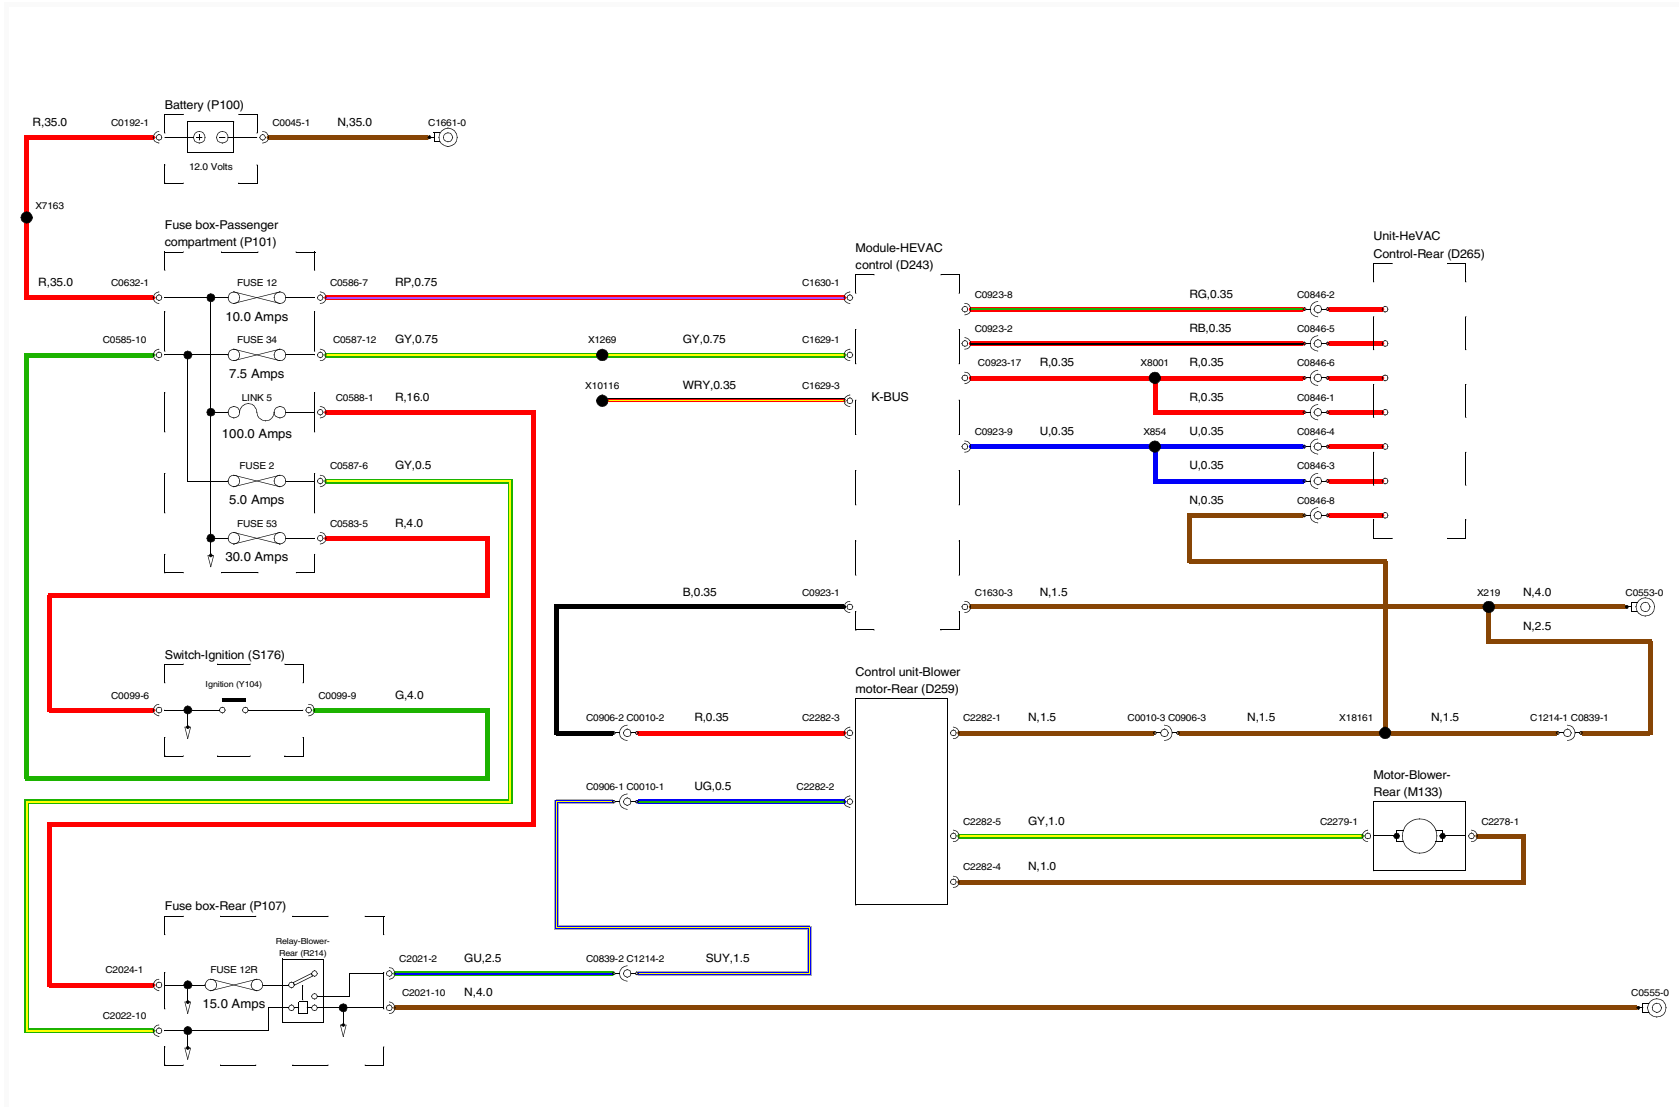 Battery (P100)
R,35.0
C0192-1
C0045-1
N,35.0
C1661-0
12.0 Volts
X7163
Fuse box-Passenger
compartment (P101)
R,35.0
C0632-1
FUSE 12
10.0 Amps
C0586-7
RP,0.75
C1630-1
C0585-10
FUSE 34
7.5 Amps
C0587-12
GY,0.75
X1269
GY,0.75
C1629-1
X10116
WRY,0.35
C1629-3
LINK 5
100.0 Amps
C0588-1
R,16.0
FUSE 2
5.0 Amps
C0587-6
GY,0.5
FUSE 53
30.0 Amps
C0583-5
R,4.0
Module-HEVAC
control (D243)
K-BUS
Unit-HeVAC
Control-Rear (D265)
C0923-8
RG,0.35
C0846-2
C0923-2
RB,0.35
C0846-5
C0923-17
R,0.35
X8001
R,0.35
C0846-6
R,0.35
C0846-1
C0923-9
U,0.35
X854
U,0.35
C0846-4
U,0.35
C0846-3
N,0.35
C0846-8
B,0.35
C0923-1
C1630-3
N,1.5
X219
N,4.0
C0553-0
N,2.5
Switch-Ignition (S176)
Ignition (Y104)
C0099-6
C0099-9
G,4.0
Control unit-Blower
motor-Rear (D259)
C0906-2 C0010-2
R,0.35
C2282-3
C2282-1
N,1.5
C0010-3 C0906-3
N,1.5
X18161
N,1.5
C1214-1 C0839-1
C0906-1 C0010-1
UG,0.5
C2282-2
Motor-Blower-
Rear (M133)
C2282-5
GY,1.0
C2279-1
C2278-1
C2282-4
N,1.0
Fuse box-Rear (P107)
Relay-Blower-
Rear (R214)
C2024-1
FUSE 12R
15.0 Amps
C2021-2
GU,2.5
C0839-2 C1214-2
SUY,1.5
C2021-10
N,4.0
C0555-0
C2022-10